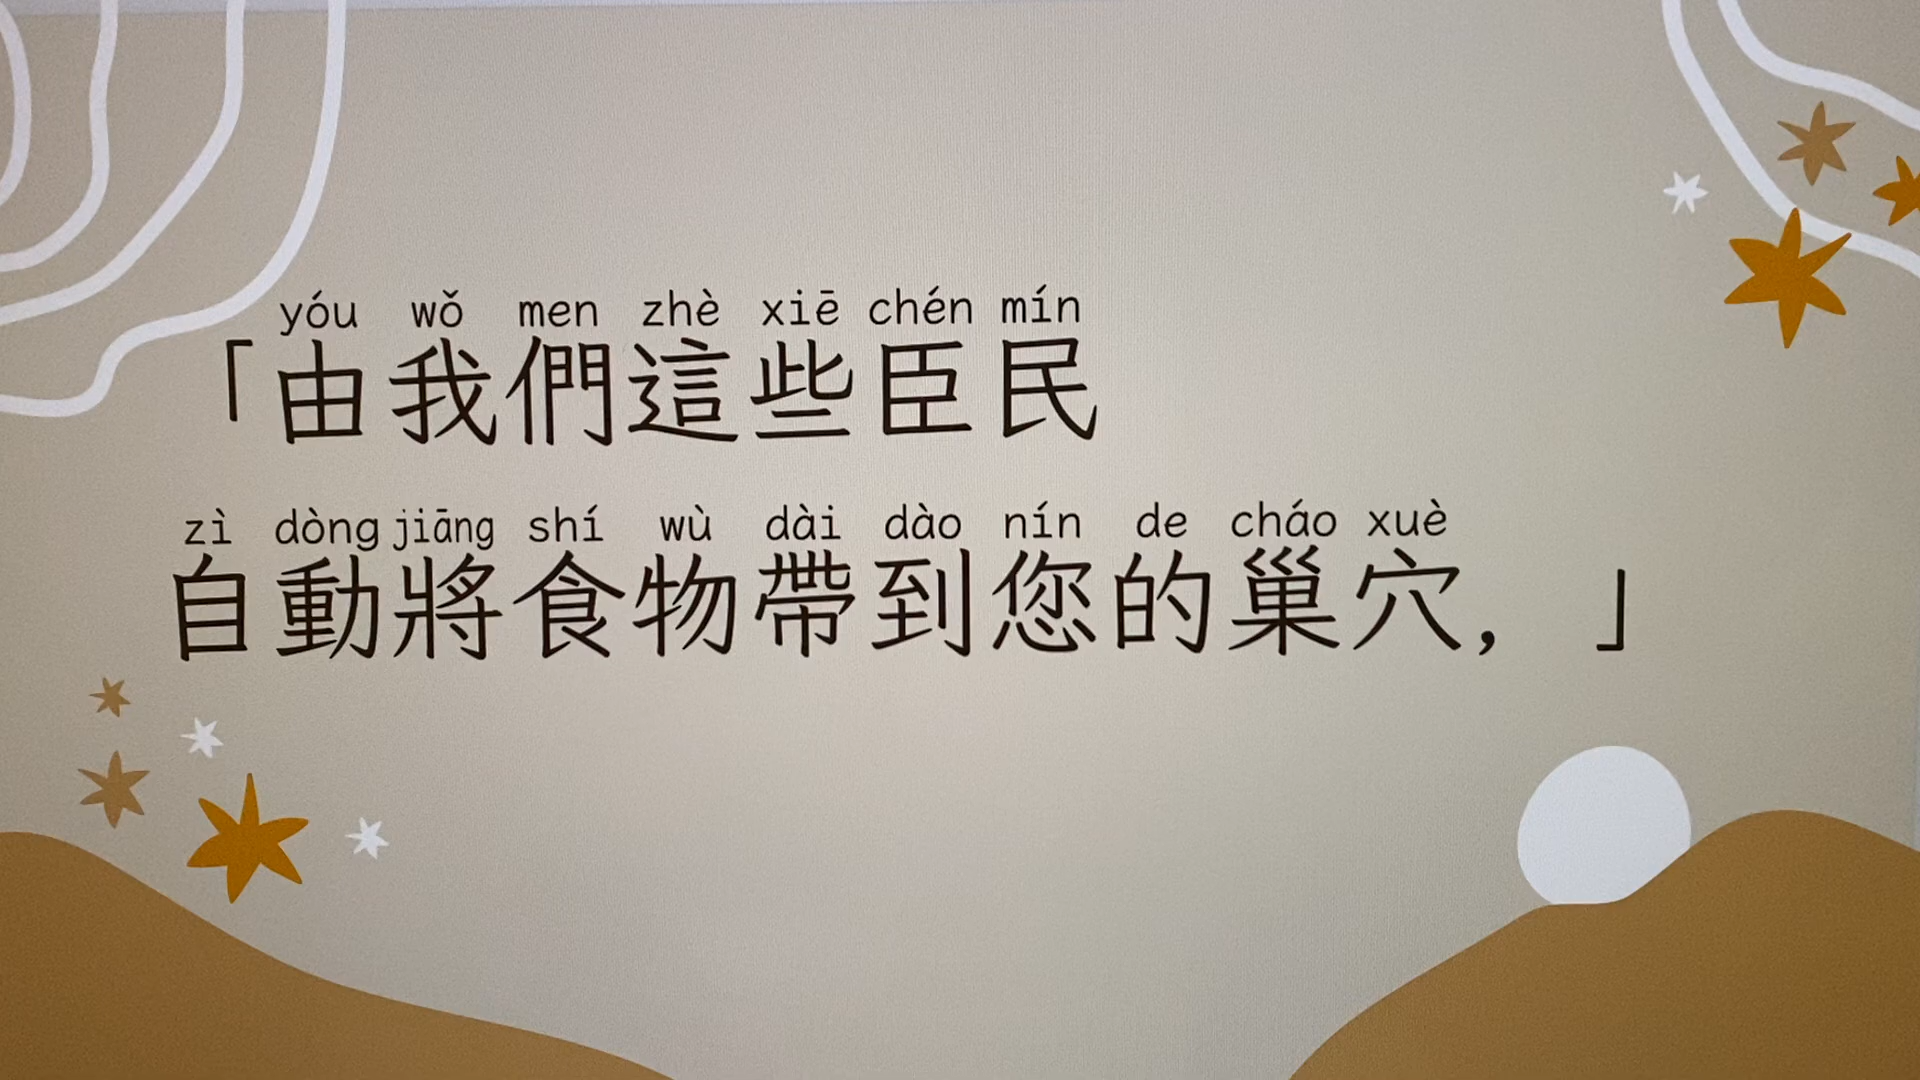 yóu wǒ men zhè xiē chén mín
「由我們這些臣民
zì dòng jiāng shí wù dài dào nín de cháo xuè
自動將食物帶到您的巢穴，」